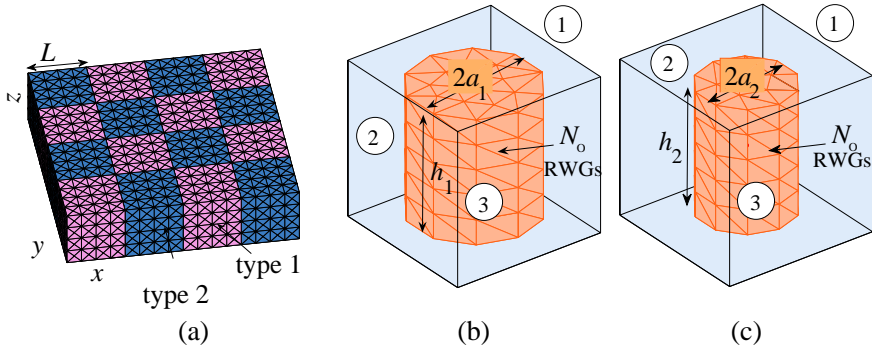 L
z
y
x
type 1
type 2
(a)
1
2a₁
2
h₁
Nₒ
RWGs
3
(b)
1
2
2a₂
h₂
Nₒ
RWGs
3
(c)